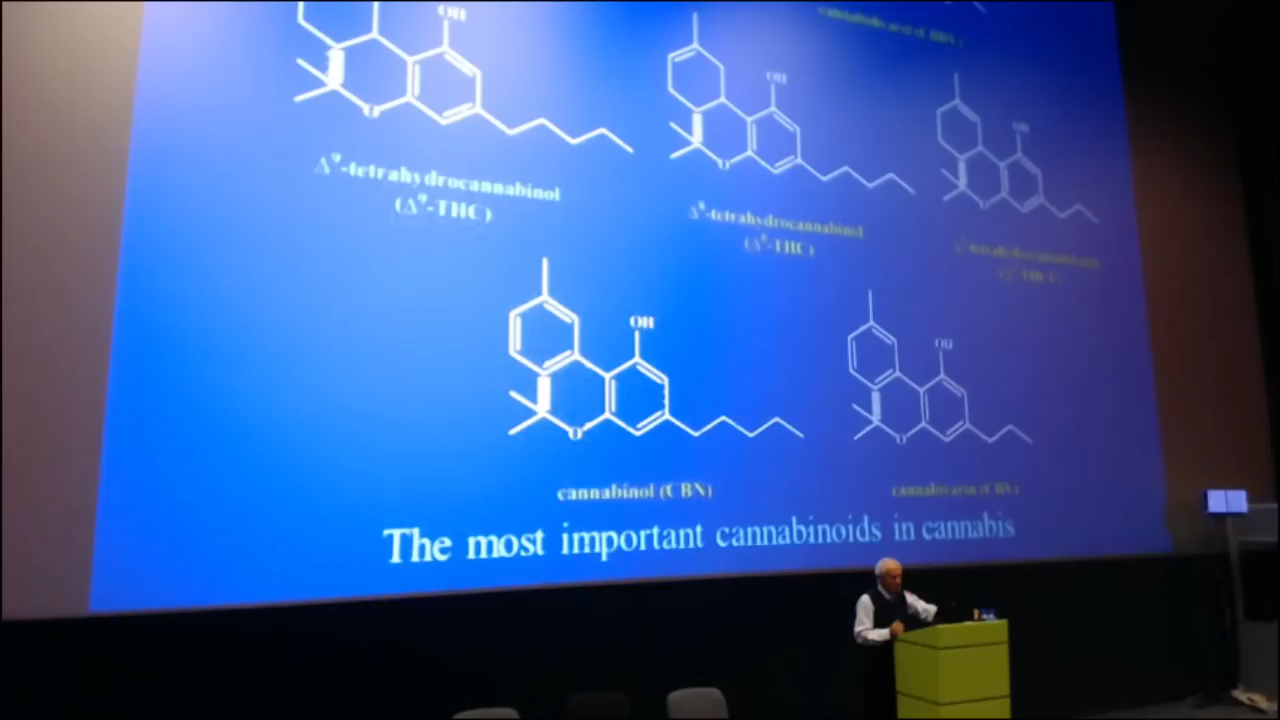 OH
OH
OH
O
O
O
Δ⁹-tetrahydrocannabinol
(Δ⁹-THC)
Δ⁸-tetrahydrocannabinol
(Δ⁸-THC)
OH
OH
O
O
cannabinol (CBN)
The most important cannabinoids in cannabis